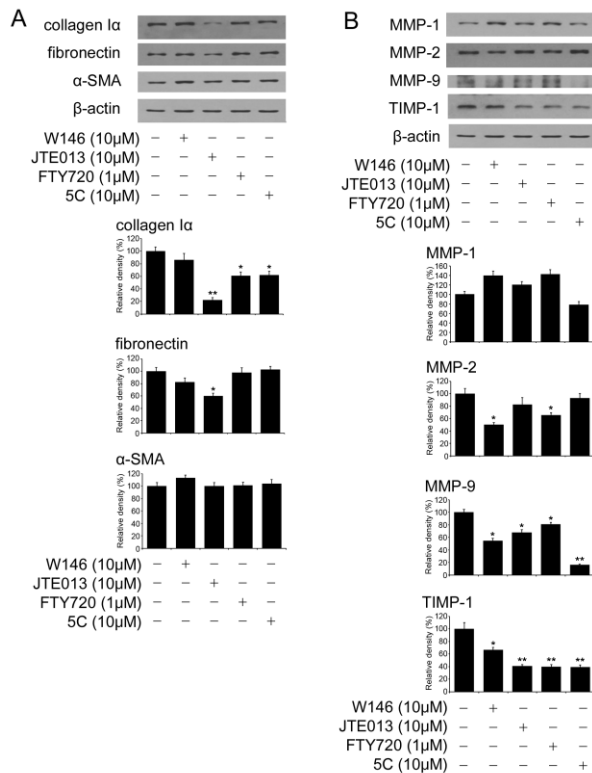 A
collagen Iα
fibronectin
α-SMA
β-actin
W146 (10μM) – + – – –
JTE013 (10μM) – – + – –
FTY720 (1μM) – – – + –
5C (10μM) – – – – +
collagen Iα
Relative density (%)
140
120
100
80
60
40
20
0
** * *
fibronectin
Relative density (%)
140
120
100
80
60
40
20
0
*
α-SMA
Relative density (%)
120
100
80
60
40
20
0
W146 (10μM) – + – – –
JTE013 (10μM) – – + – –
FTY720 (1μM) – – – + –
5C (10μM) – – – – +
B
MMP-1
MMP-2
MMP-9
TIMP-1
β-actin
W146 (10μM) – + – – –
JTE013 (10μM) – – + – –
FTY720 (1μM) – – – + –
5C (10μM) – – – – +
MMP-1
Relative density (%)
160
140
120
100
80
60
40
20
0
MMP-2
Relative density (%)
120
100
80
60
40
20
0
* *
MMP-9
Relative density (%)
120
100
80
60
40
20
0
* * * **
TIMP-1
Relative density (%)
120
100
80
60
40
20
0
* ** ** **
W146 (10μM) – + – – –
JTE013 (10μM) – – + – –
FTY720 (1μM) – – – + –
5C (10μM) – – – – +